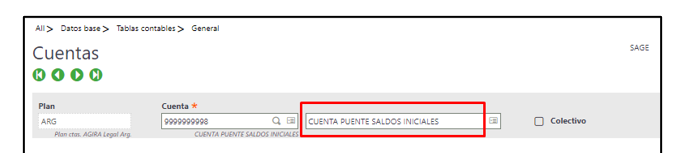 All > Datos base > Tablas contables > General
Cuentas
SAGE
Plan
Cuenta *
ARG
9999999998
CUENTA PUENTE SALDOS INICIALES
Colectivo
Plan ctas. AGIRA Legal Arg.
CUENTA PUENTE SALDOS INICIALES